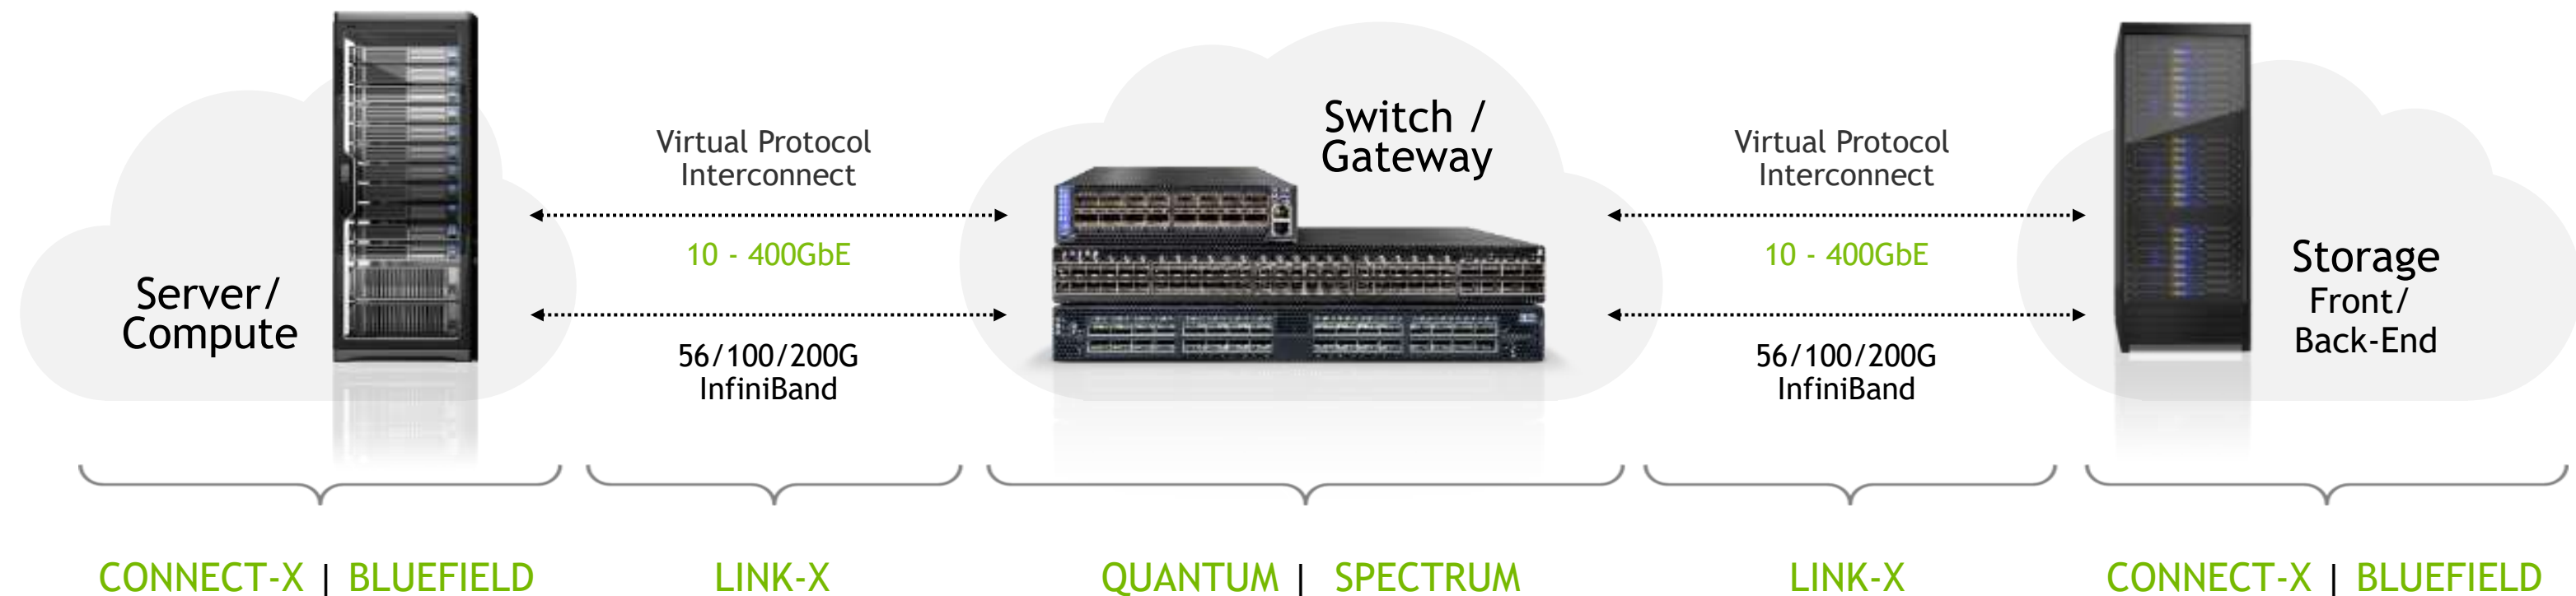 Server/
Compute
Virtual Protocol
Interconnect
10 - 400GbE
56/100/200G
InfiniBand
Switch /
Gateway
Virtual Protocol
Interconnect
10 - 400GbE
56/100/200G
InfiniBand
Storage
Front/
Back-End
CONNECT-X | BLUEFIELD
LINK-X
QUANTUM | SPECTRUM
LINK-X
CONNECT-X | BLUEFIELD